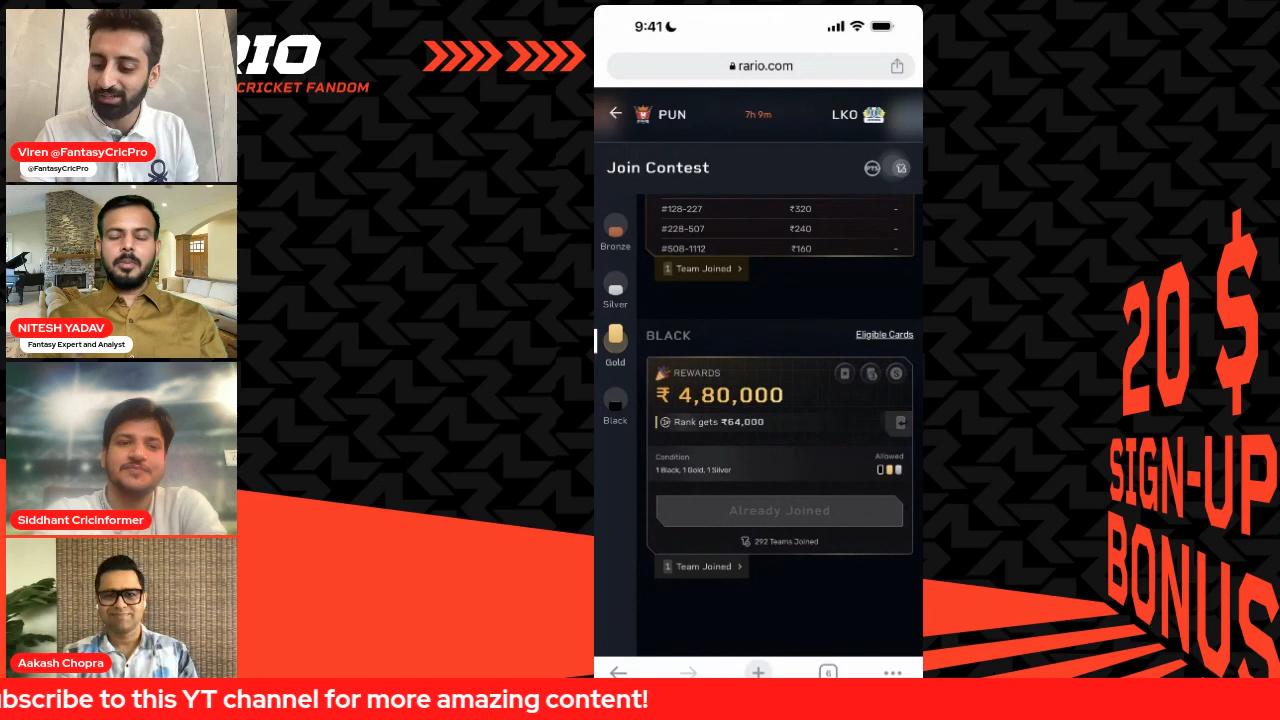 Viren @FantasyCricPro
@FantasyCricPro
NITESH YADAV
Fantasy Expert and Analyst
Siddhant Cricinformer
Aakash Chopra
RIO
CRICKET FANDOM
9:41
rario.com
PUN
7h 9m
LKO
Join Contest
PTS
Bronze
Silver
Gold
Black
#128-227 ₹320 -
#228-507 ₹240 -
#508-1112 ₹160 -
1 Team Joined >
BLACK
Eligible Cards
REWARDS
₹ 4,80,000
Rank gets ₹64,000
Condition
Allowed
1 Black, 1 Gold, 1 Silver
Already Joined
292 Teams Joined
1 Team Joined >
20 $
SIGN-UP
BONUS
ubscribe to this YT channel for more amazing content!